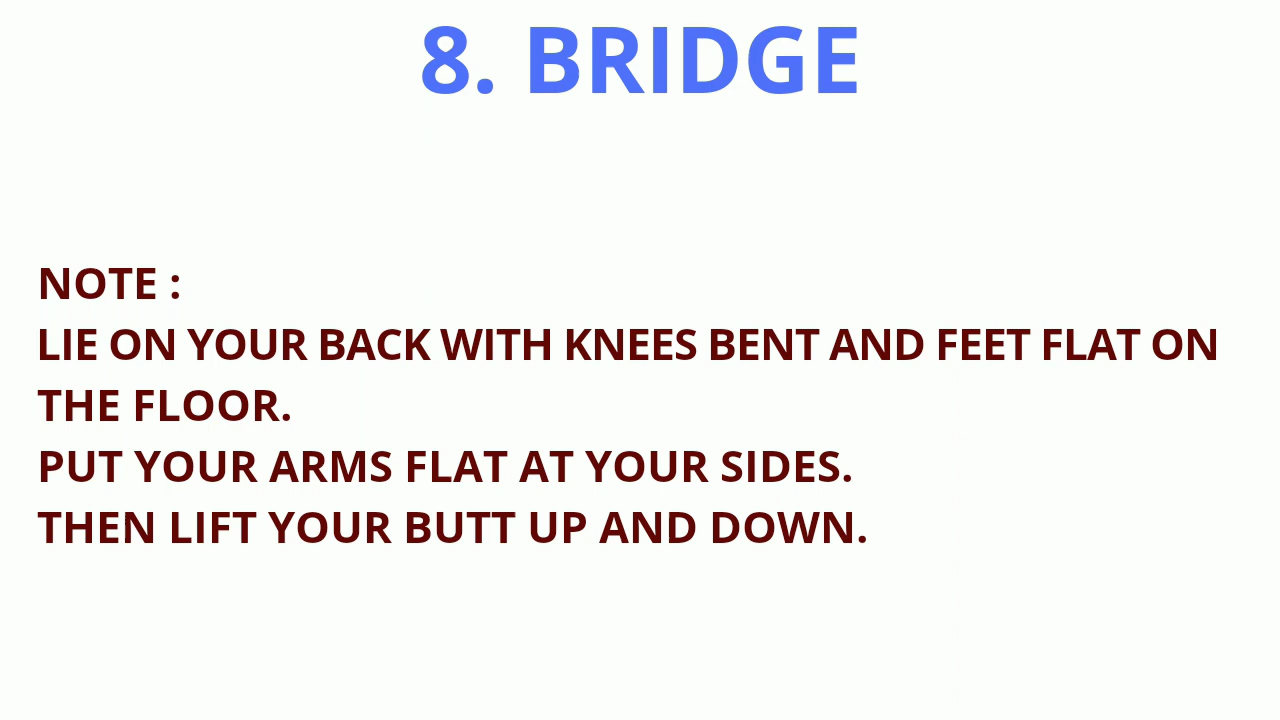 8. BRIDGE
NOTE :
LIE ON YOUR BACK WITH KNEES BENT AND FEET FLAT ON
THE FLOOR.
PUT YOUR ARMS FLAT AT YOUR SIDES.
THEN LIFT YOUR BUTT UP AND DOWN.